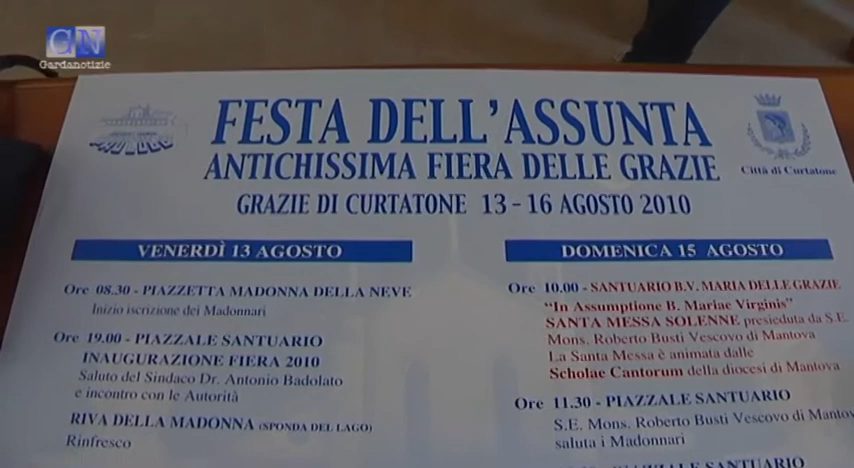 GN
Gardanotizie
PRO LOCO
FESTA DELL'ASSUNTA
ANTICHISSIMA FIERA DELLE GRAZIE
GRAZIE DI CURTATONE 13 - 16 AGOSTO 2010
Città di Curtatone
VENERDÌ 13 AGOSTO
Ore 08.30 - PIAZZETTA MADONNA DELLA NEVE
Inizio iscrizione dei Madonnari
Ore 19.00 - PIAZZALE SANTUARIO
INAUGURAZIONE FIERA 2010
Saluto del Sindaco Dr. Antonio Badolato
e incontro con le Autorità
RIVA DELLA MADONNA (SPONDA DEL LAGO)
Rinfresco
DOMENICA 15 AGOSTO
Ore 10.00 - SANTUARIO B.V. MARIA DELLE GRAZIE
"In Assumptione B. Mariae Virginis"
SANTA MESSA SOLENNE presieduta da S.E.
Mons. Roberto Busti Vescovo di Mantova
La Santa Messa è animata dalle
Scholae Cantorum della diocesi di Mantova
Ore 11.30 - PIAZZALE SANTUARIO
S.E. Mons. Roberto Busti Vescovo di Mantov
saluta i Madonnari
PIAZZALE SANTUARIO